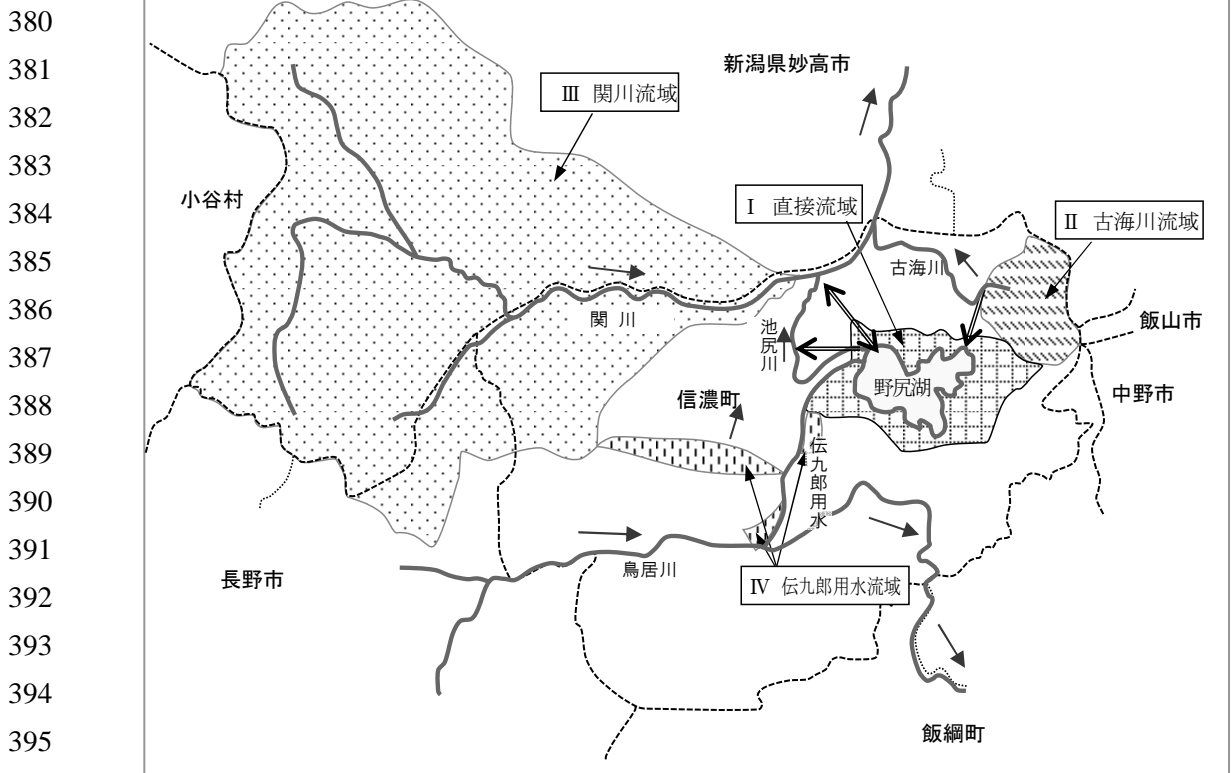 380
381
382
383
384
385
386
387
388
389
390
391
392
393
394
395
新潟県妙高市
Ⅲ 関川流域
小谷村
Ⅰ 直接流域
Ⅱ 古海川流域
古海川
関川
池尻川
飯山市
野尻湖
中野市
信濃町
伝九郎用水
鳥居川
長野市
Ⅳ 伝九郎用水流域
飯綱町